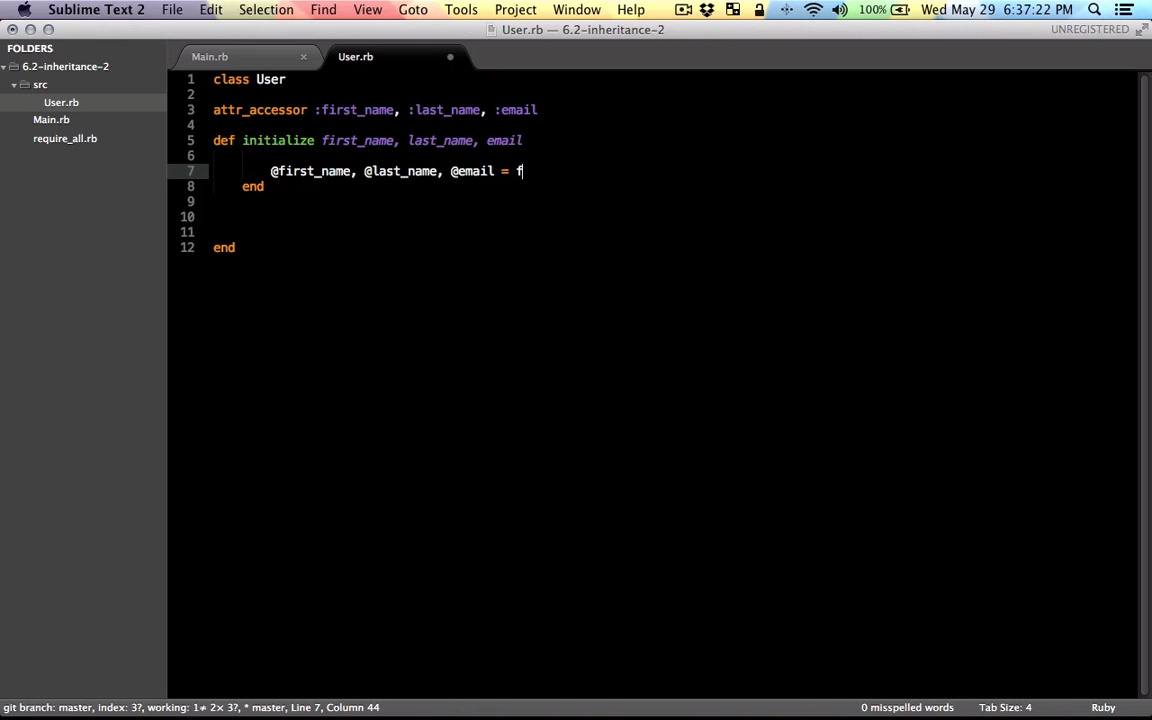 Sublime Text 2 File Edit Selection Find View Goto Tools Project Window Help 100% Wed May 29 6:37:22 PM
User.rb — 6.2-inheritance-2 UNREGISTERED
FOLDERS
6.2-inheritance-2
src
User.rb
Main.rb
require_all.rb
Main.rb × User.rb
1 class User
2
3 attr_accessor :first_name, :last_name, :email
4
5 def initialize first_name, last_name, email
6
7 @first_name, @last_name, @email = f
8 end
9
10
11
12 end
git branch: master, index: 3?, working: 1≠ 2× 3?, * master, Line 7, Column 44 0 misspelled words Tab Size: 4 Ruby